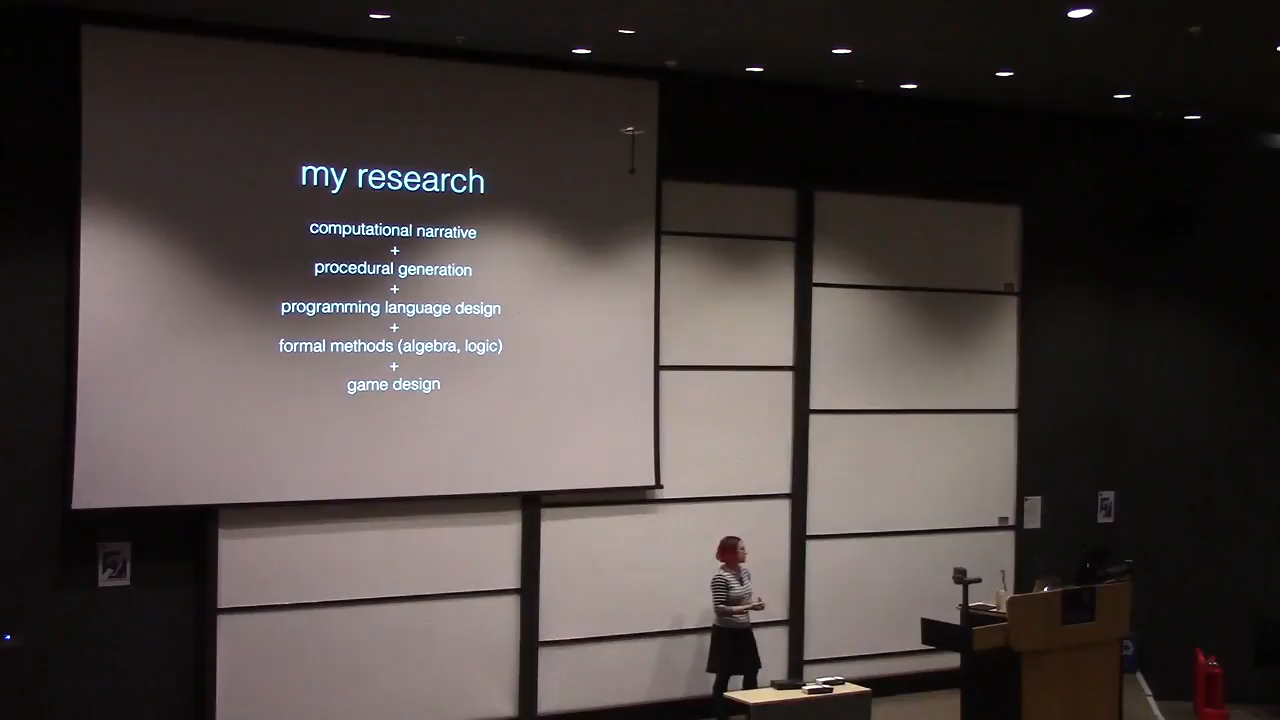 my research
computational narrative
+
procedural generation
+
programming language design
+
formal methods (algebra, logic)
+
game design